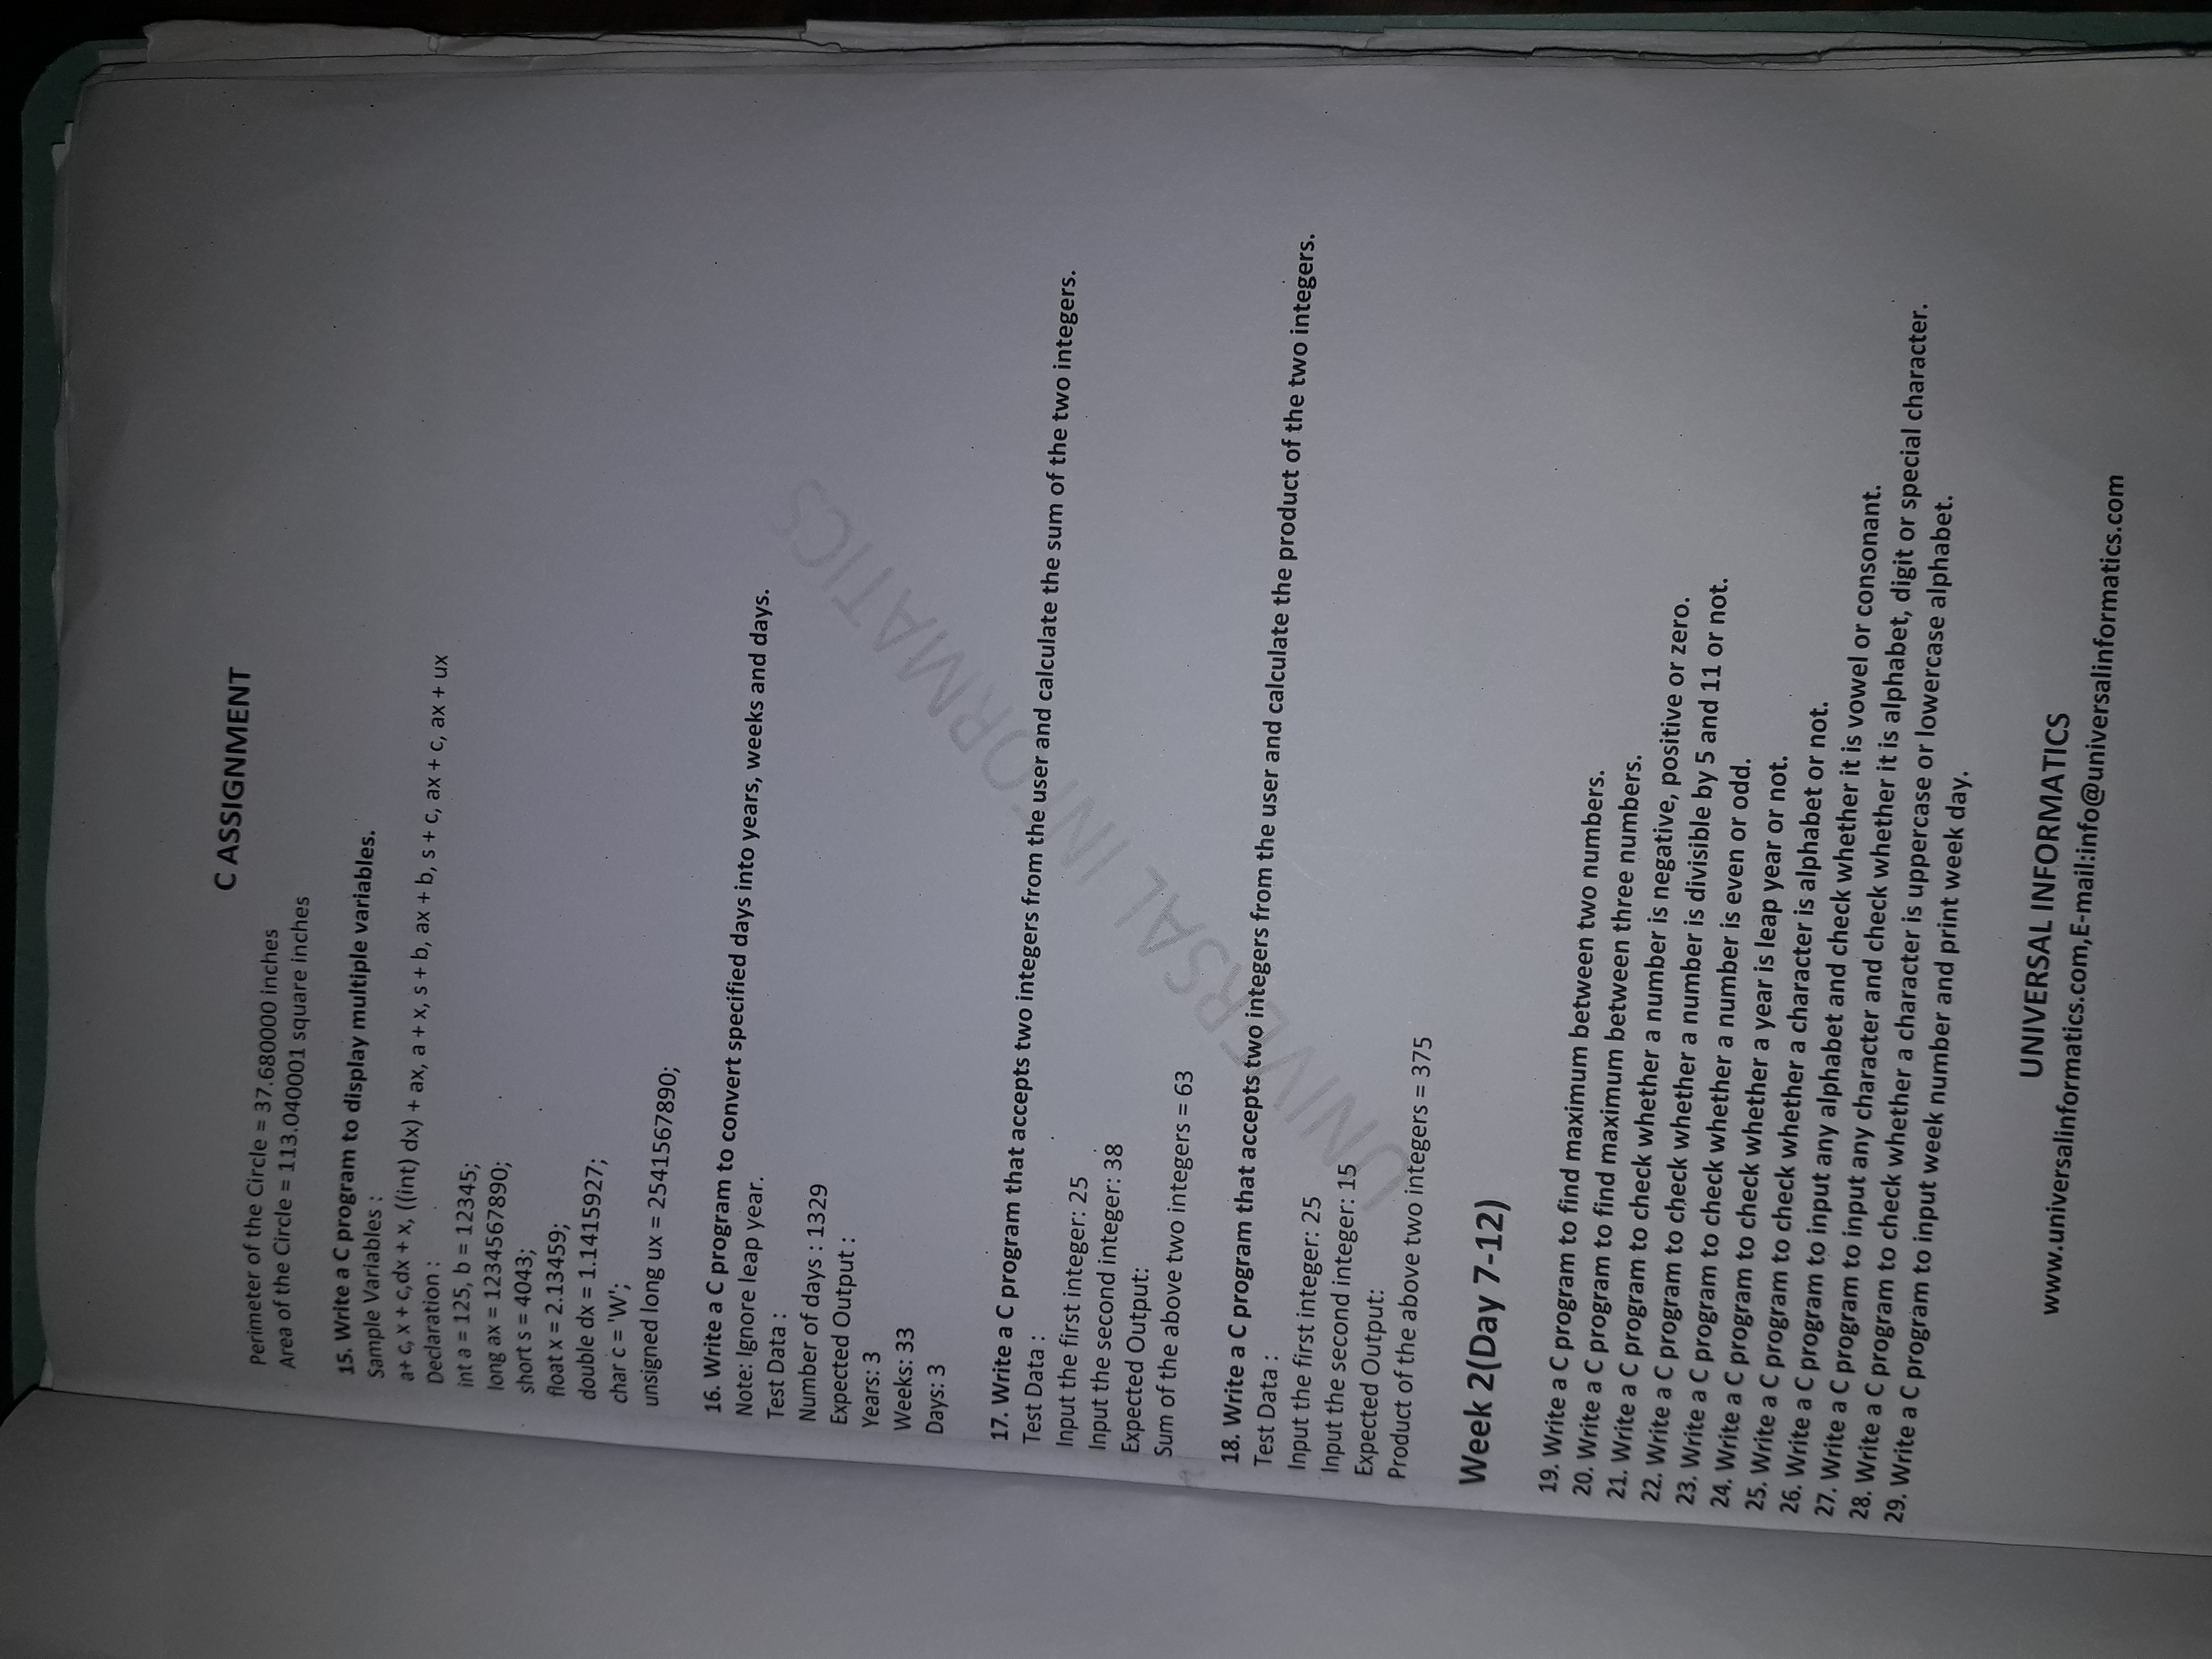 C ASSIGNMENT
Perimeter of the Circle = 37.680000 inches
Area of the Circle = 113.040001 square inches
15. Write a C program to display multiple variables.
Sample Variables :
a+ c, x + c,dx + x, ((int) dx) + ax, a + x, s + b, ax + b, s + c, ax + c, ax + ux
Declaration :
int a = 125, b = 12345;
long ax = 1234567890;
short s = 4043;
float x = 2.13459;
double dx = 1.1415927;
char c = 'W';
unsigned long ux = 2541567890;
16. Write a C program to convert specified days into years, weeks and days.
Note: Ignore leap year.
Test Data :
Number of days : 1329
Expected Output :
Years: 3
Weeks: 33
Days: 3
17. Write a C program that accepts two integers from the user and calculate the sum of the two integers.
Test Data :
Input the first integer: 25
Input the second integer: 38
Expected Output:
Sum of the above two integers = 63
18. Write a C program that accepts two integers from the user and calculate the product of the two integers.
Test Data :
Input the first integer: 25
Input the second integer: 15
Expected Output:
Product of the above two integers = 375
UNIVERSAL INFORMATICS
Week 2(Day 7-12)
19. Write a C program to find maximum between two numbers.
20. Write a C program to find maximum between three numbers.
21. Write a C program to check whether a number is negative, positive or zero.
22. Write a C program to check whether a number is divisible by 5 and 11 or not.
23. Write a C program to check whether a number is even or odd.
24. Write a C program to check whether a year is leap year or not.
25. Write a C program to check whether a character is alphabet or not.
26. Write a C program to input any alphabet and check whether it is vowel or consonant.
27. Write a C program to input any character and check whether it is alphabet, digit or special character.
28. Write a C program to check whether a character is uppercase or lowercase alphabet.
29. Write a C program to input week number and print week day.
UNIVERSAL INFORMATICS
www.universalinformatics.com,E-mail:info@universalinformatics.com